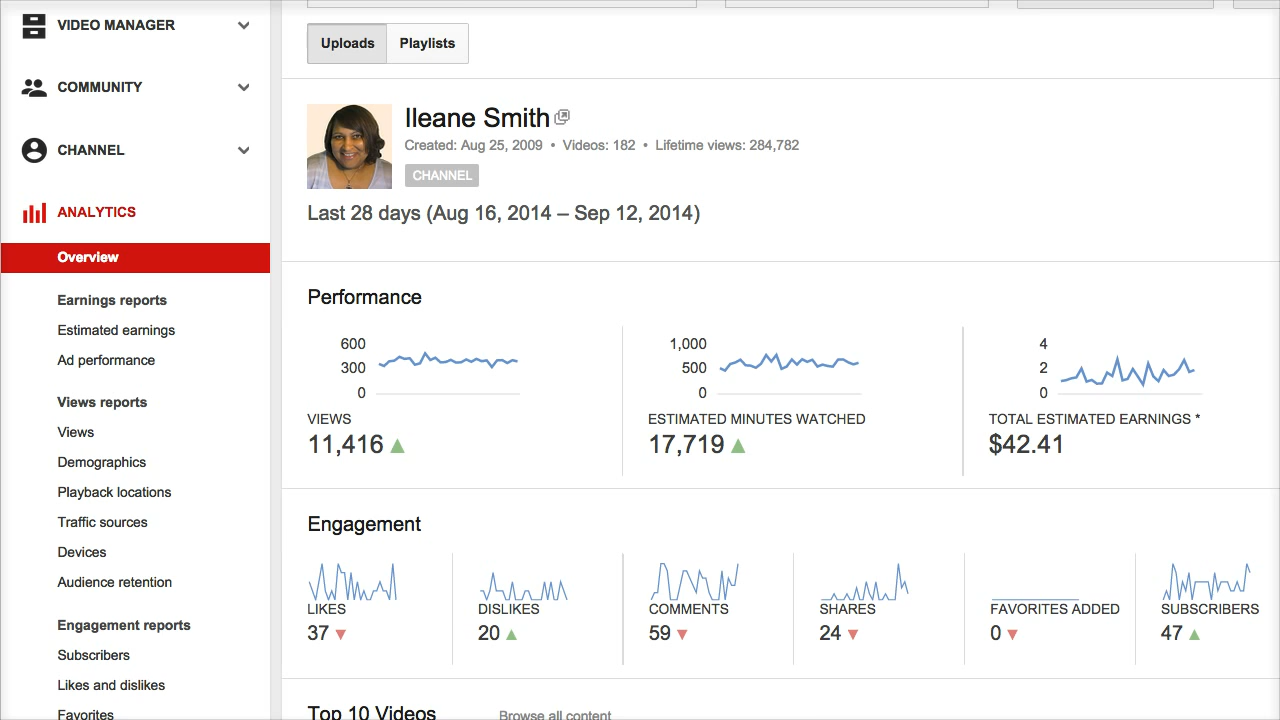 VIDEO MANAGER
COMMUNITY
CHANNEL
ANALYTICS
Overview
Earnings reports
Estimated earnings
Ad performance
Views reports
Views
Demographics
Playback locations
Traffic sources
Devices
Audience retention
Engagement reports
Subscribers
Likes and dislikes
Favorites
Uploads Playlists
Ileane Smith
Created: Aug 25, 2009 • Videos: 182 • Lifetime views: 284,782
CHANNEL
Last 28 days (Aug 16, 2014 – Sep 12, 2014)
Performance
600
300
0
VIEWS
11,416
1,000
500
0
ESTIMATED MINUTES WATCHED
17,719
4
2
0
TOTAL ESTIMATED EARNINGS *
$42.41
Engagement
LIKES
37
DISLIKES
20
COMMENTS
59
SHARES
24
FAVORITES ADDED
0
SUBSCRIBERS
47
Top 10 Videos Browse all content